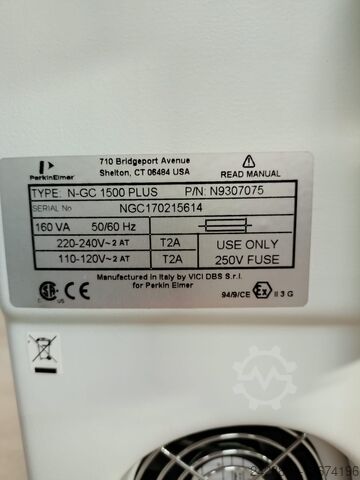 710 Bridgeport Avenue
Shelton, CT 06484 USA
PerkinElmer
READ MANUAL
TYPE: N-GC 1500 PLUS P/N: N9307075
SERIAL No NGC170215614
160 VA 50/60 Hz
220-240V~2 AT T2A USE ONLY
110-120V~2 AT T2A 250V FUSE
Manufactured in Italy by VICI DBS S.r.l.
for Perkin Elmer
94/9/CE Ex II 3 G